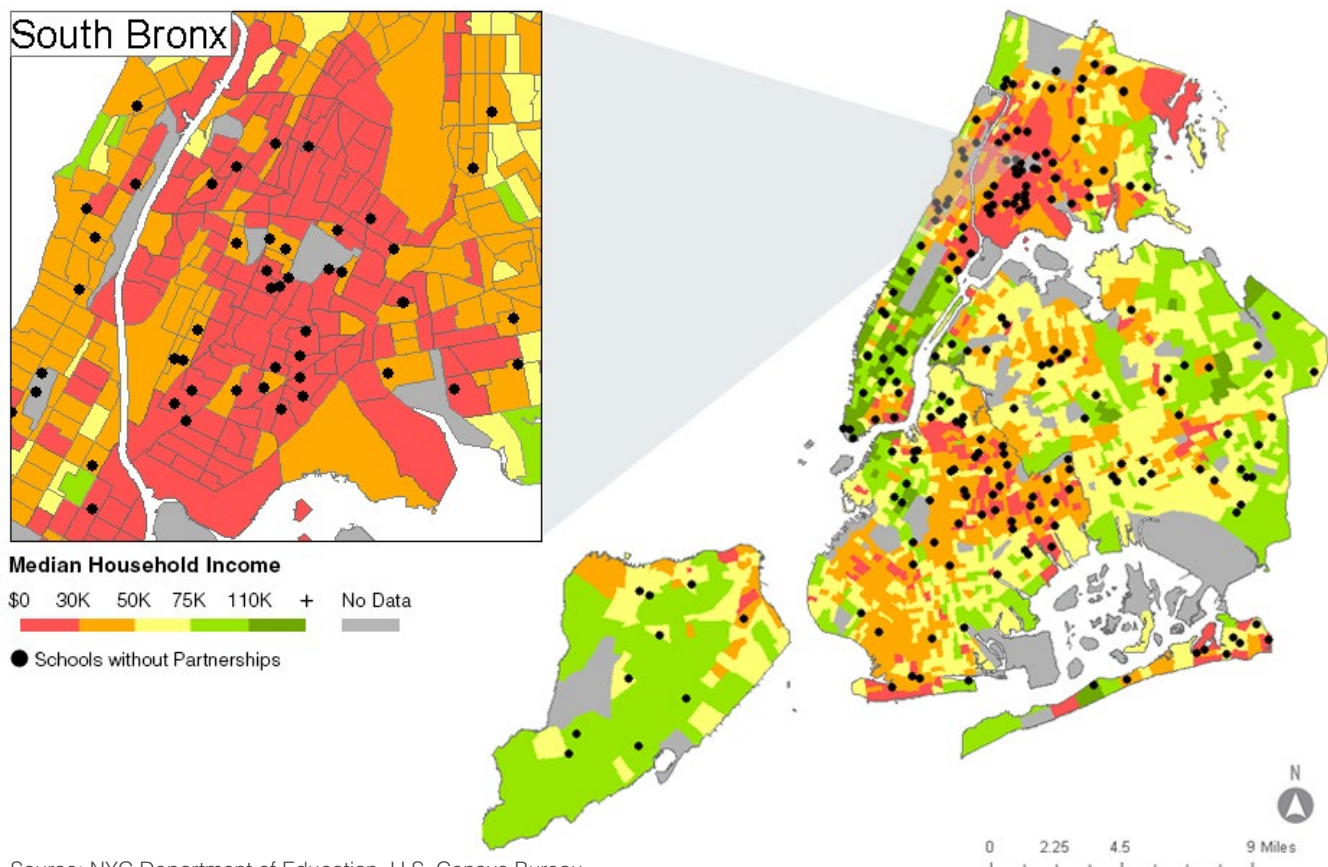 South Bronx
Median Household Income
$0 30K 50K 75K 110K + No Data
Schools without Partnerships
N
0 2.25 4.5 9 Miles
Source: NYC Department of Education, U.S. Census Bureau